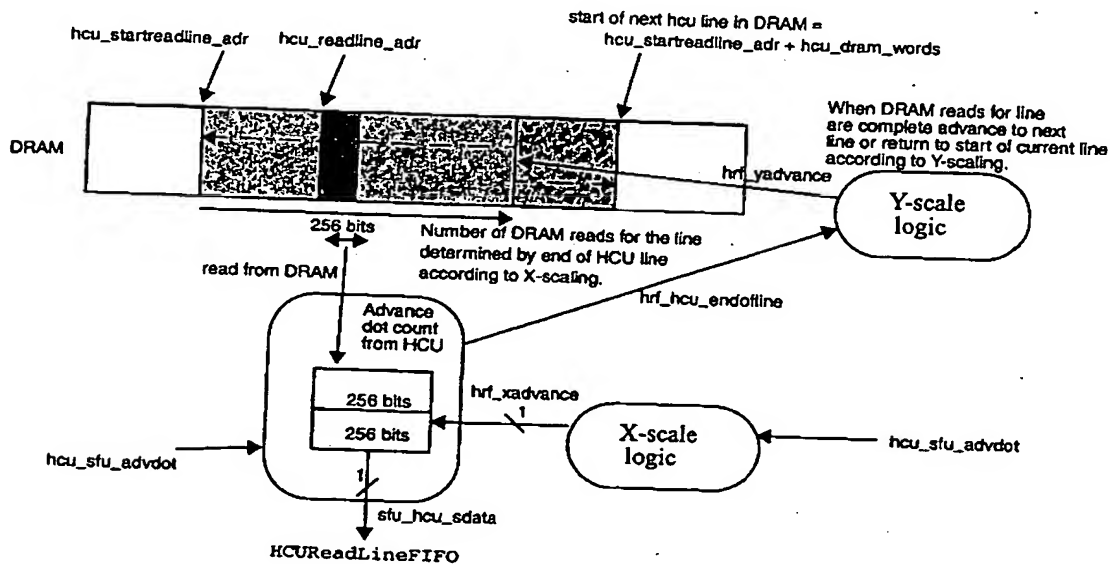 start of next hcu line in DRAM =
hcu_startreadline_adr + hcu_dram_words
hcu_startreadline_adr
hcu_readline_adr
DRAM
When DRAM reads for line
are complete advance to next
line or return to start of current line
according to Y-scaling.
hrf_yadvance
Y-scale
logic
256 bits
Number of DRAM reads for the line
determined by end of HCU line
according to X-scaling.
read from DRAM
hrf_hcu_endofline
Advance
dot count
from HCU
256 bits
256 bits
hrf_xadvance
1
X-scale
logic
hcu_sfu_advdot
hcu_sfu_advdot
1
sfu_hcu_sdata
HCUReadLineFIFO